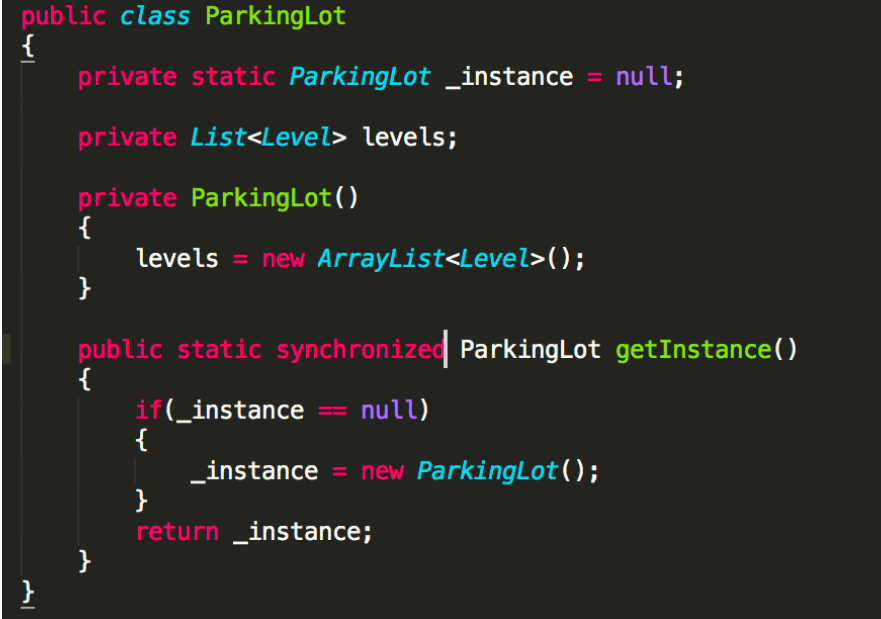 public class ParkingLot
{
    private static ParkingLot _instance = null;

    private List<Level> levels;

    private ParkingLot()
    {
        levels = new ArrayList<Level>();
    }

    public static synchronized ParkingLot getInstance()
    {
        if(_instance == null)
        {
            _instance = new ParkingLot();
        }
        return _instance;
    }
}